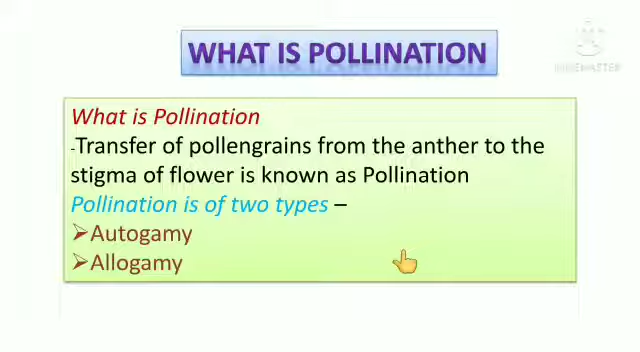 WHAT IS POLLINATION
KINEMASTER
What is Pollination
-Transfer of pollengrains from the anther to the
stigma of flower is known as Pollination
Pollination is of two types –
➢Autogamy
➢Allogamy